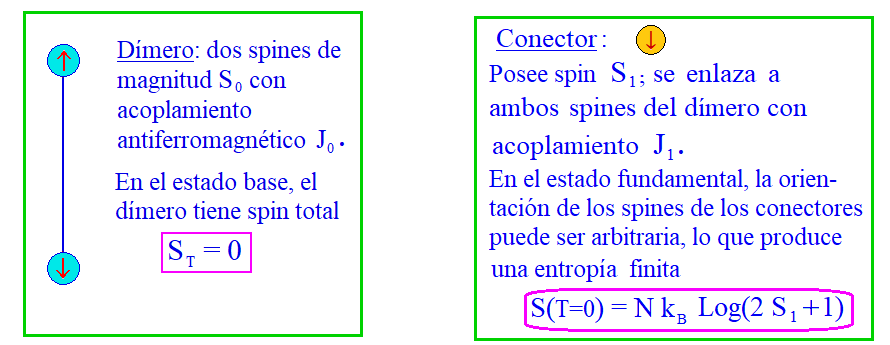 Dímero: dos spines de
magnitud S₀ con
acoplamiento
antiferromagnético J₀.
En el estado base, el
dímero tiene spin total
S_T = 0
Conector:
Posee spin S₁; se enlaza a
ambos spines del dímero con
acoplamiento J₁.
En el estado fundamental, la orien-
tación de los spines de los conectores
puede ser arbitraria, lo que produce
una entropía finita
S(T=0) = N k_B Log(2 S₁+1)